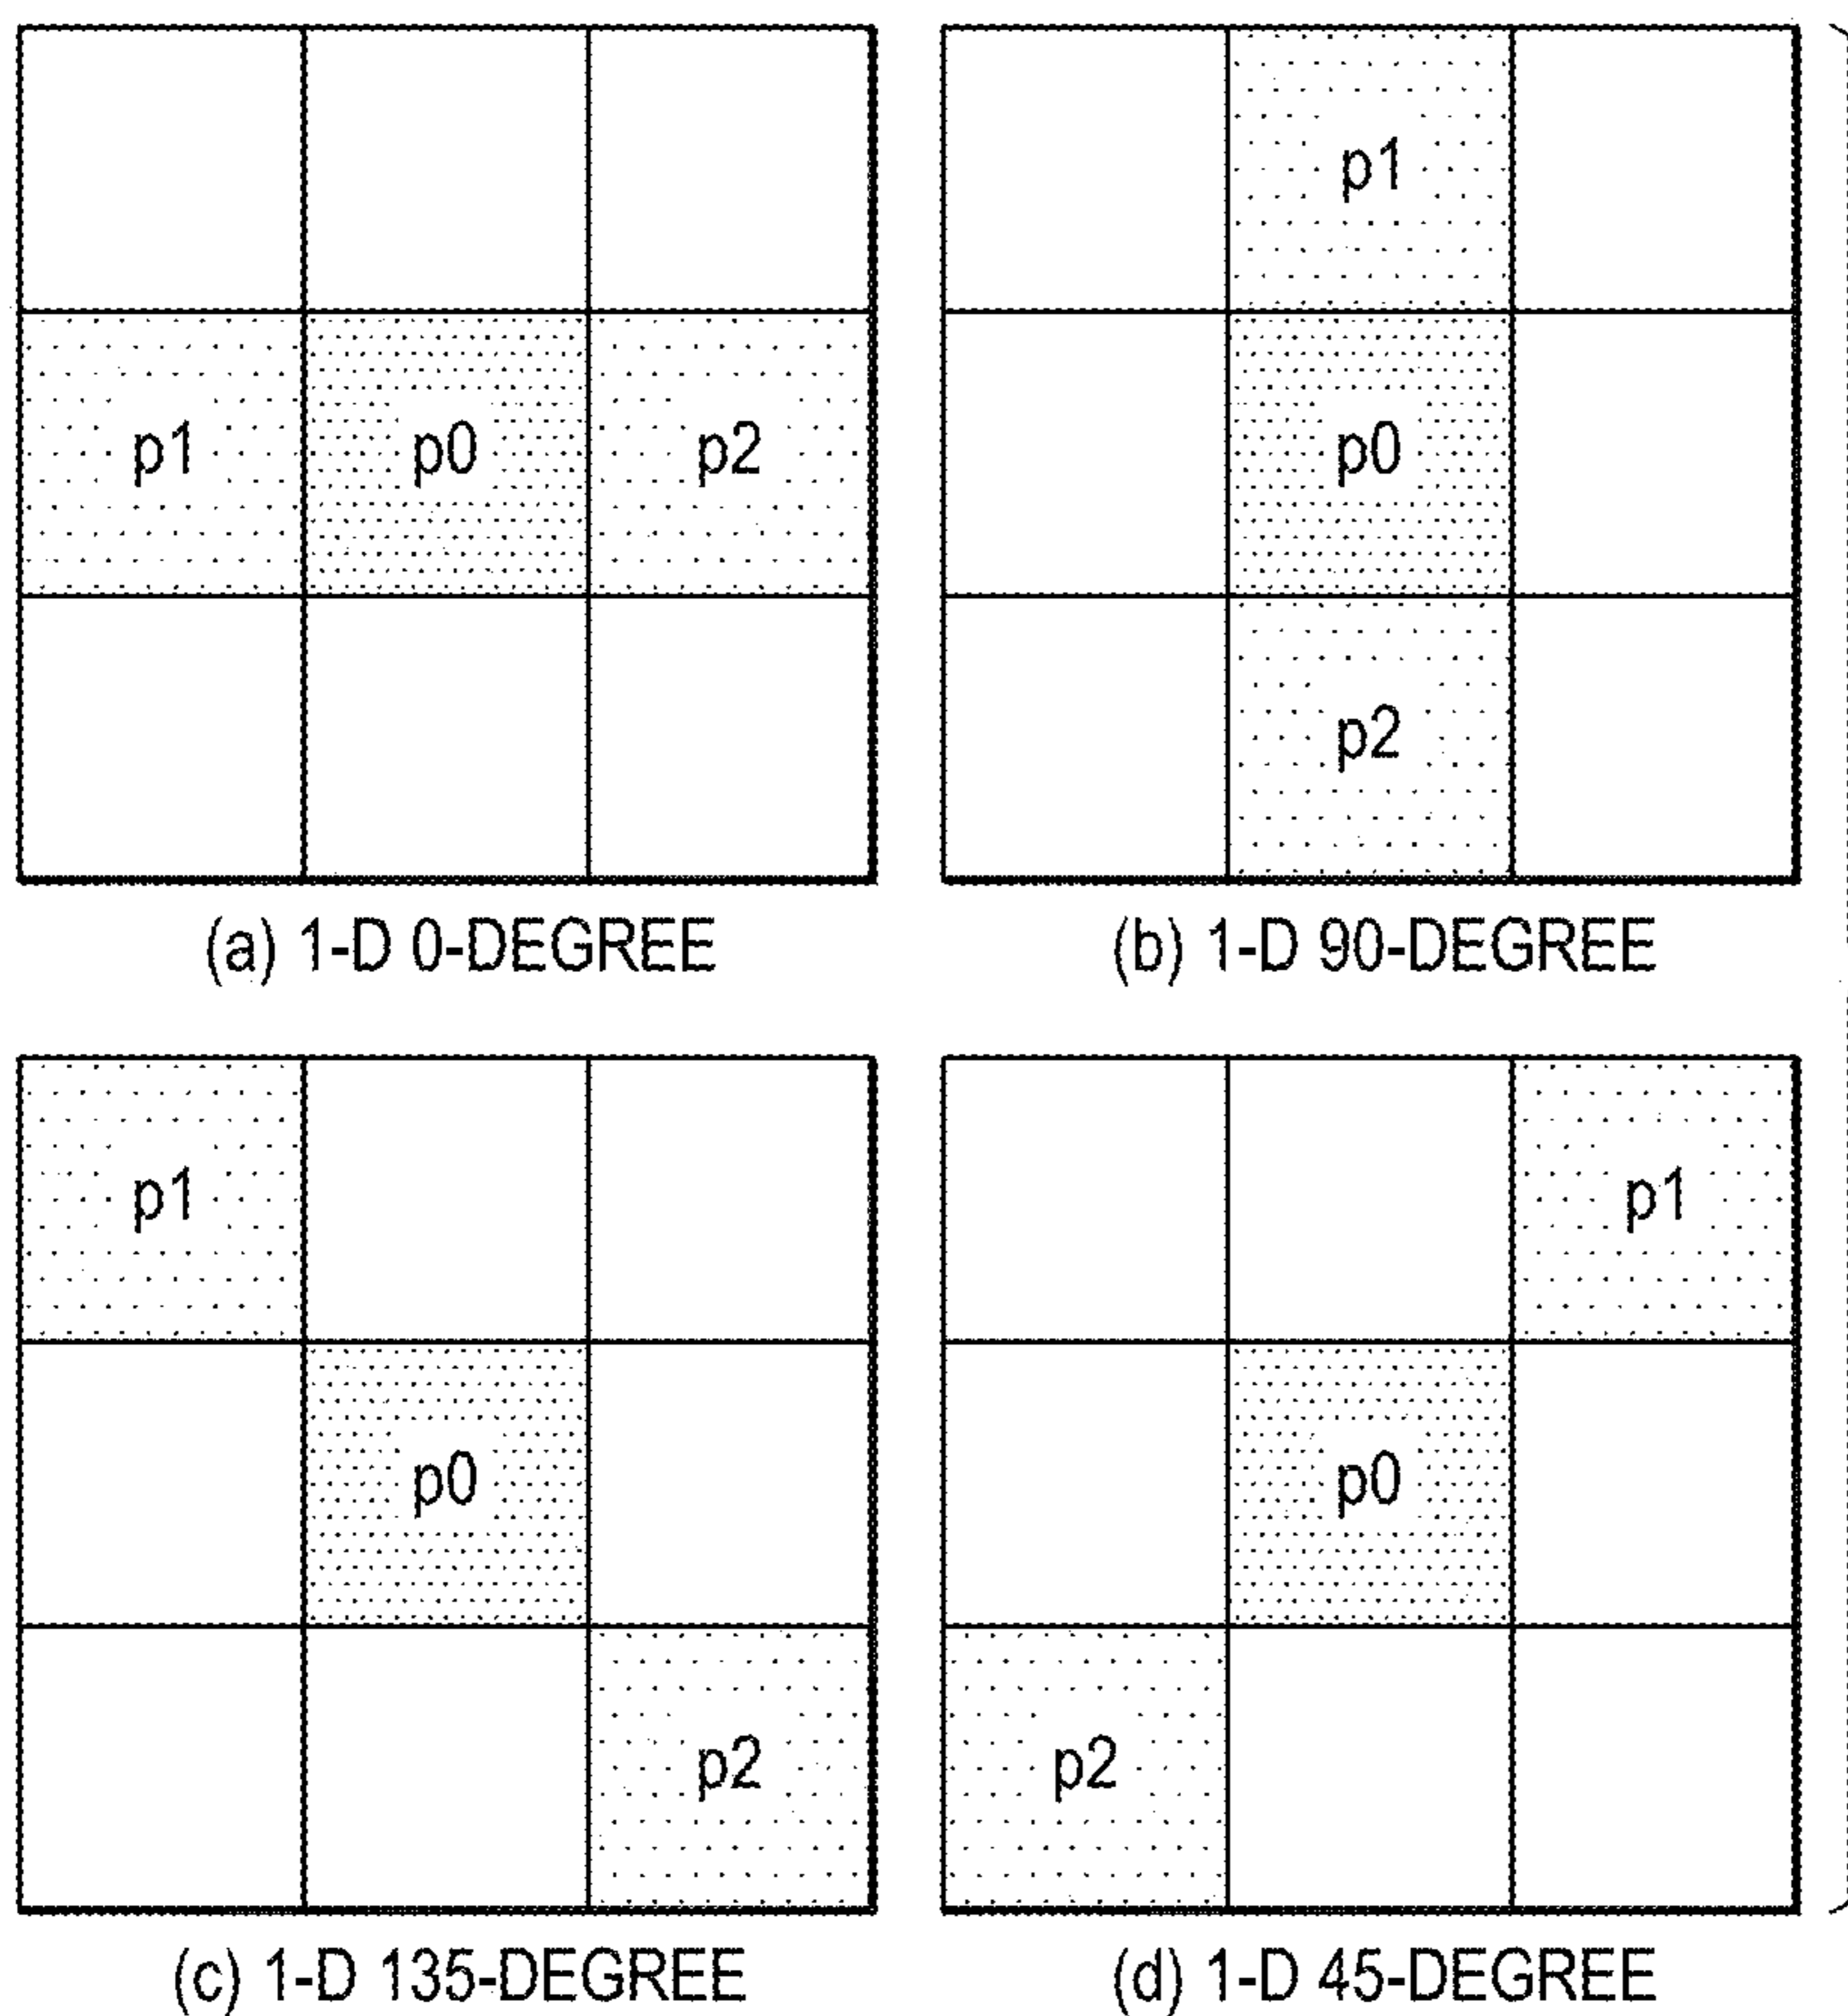 p1 p0 p2
(a) 1-D 0-DEGREE
p1
p0
p2
(b) 1-D 90-DEGREE
p1
p0
p2
(c) 1-D 135-DEGREE
p1
p0
p2
(d) 1-D 45-DEGREE